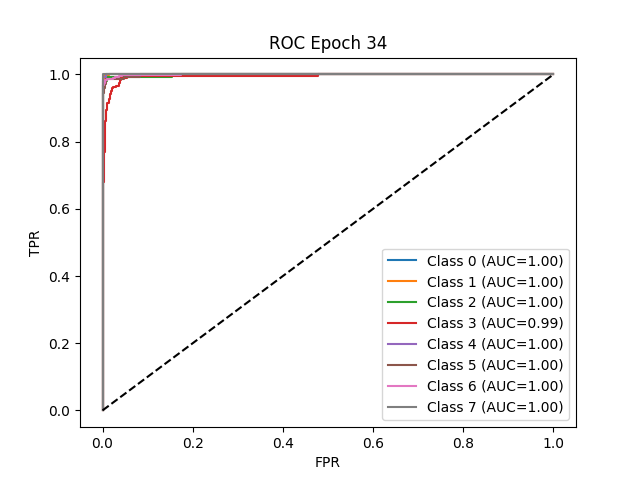 ROC Epoch 34
1.0
0.8
0.6
0.4
0.2
0.0
TPR
Class 0 (AUC=1.00)
Class 1 (AUC=1.00)
Class 2 (AUC=1.00)
Class 3 (AUC=0.99)
Class 4 (AUC=1.00)
Class 5 (AUC=1.00)
Class 6 (AUC=1.00)
Class 7 (AUC=1.00)
0.0 0.2 0.4 0.6 0.8 1.0
FPR